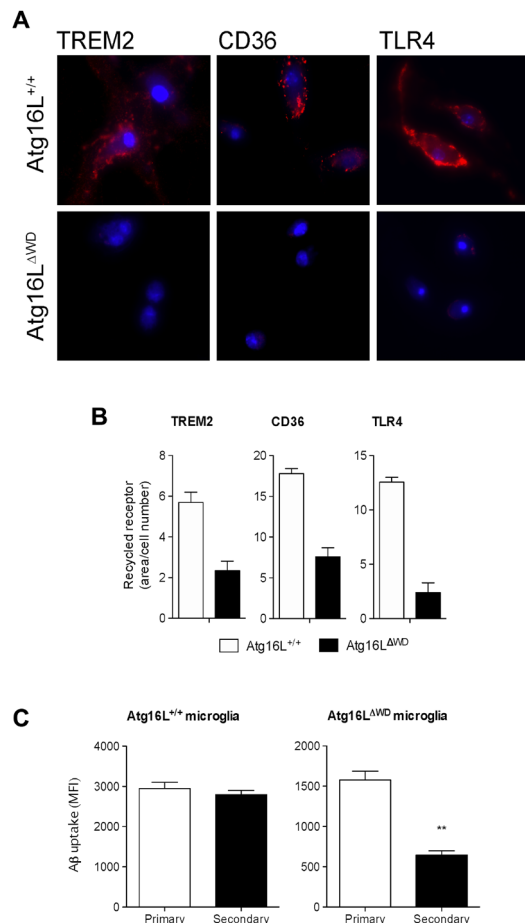 A
TREM2 CD36 TLR4
Atg16L+/+
Atg16LΔWD
B
TREM2 CD36 TLR4
Recycled receptor
(area/cell number)
8 20 15
6 15
10
4 10
5
2 5
0 0 0
Atg16L+/+ Atg16LΔWD
C
Atg16L+/+ microglia Atg16LΔWD microglia
Aβ uptake (MFI)
4000 2000
3000 1500
2000 1000
**
1000 500
0 0
Primary Secondary Primary Secondary